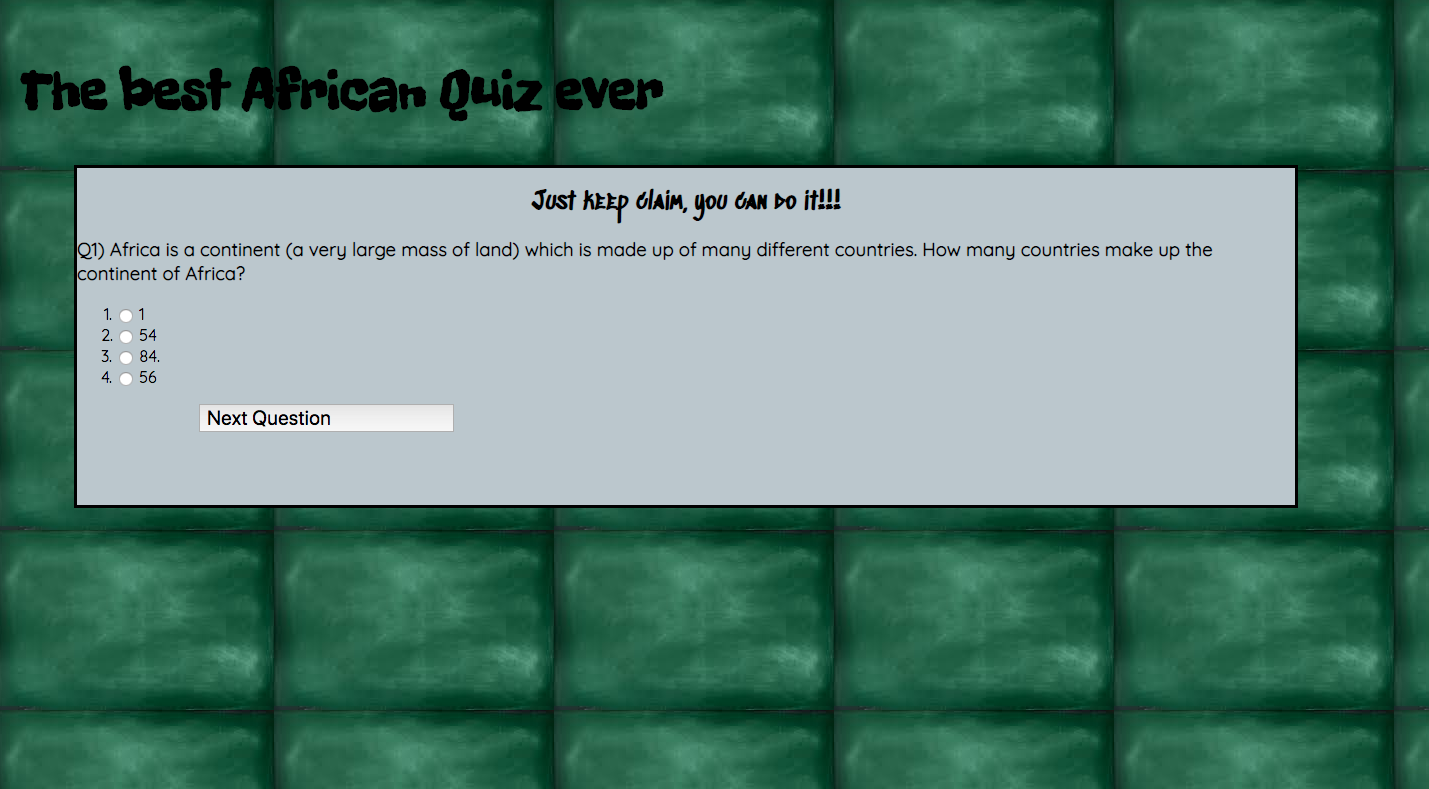 The best African Quiz ever
Just keep claim, you can do it!!!
Q1) Africa is a continent (a very large mass of land) which is made up of many different countries. How many countries make up the
continent of Africa?
1. 1
2. 54
3. 84.
4. 56
Next Question